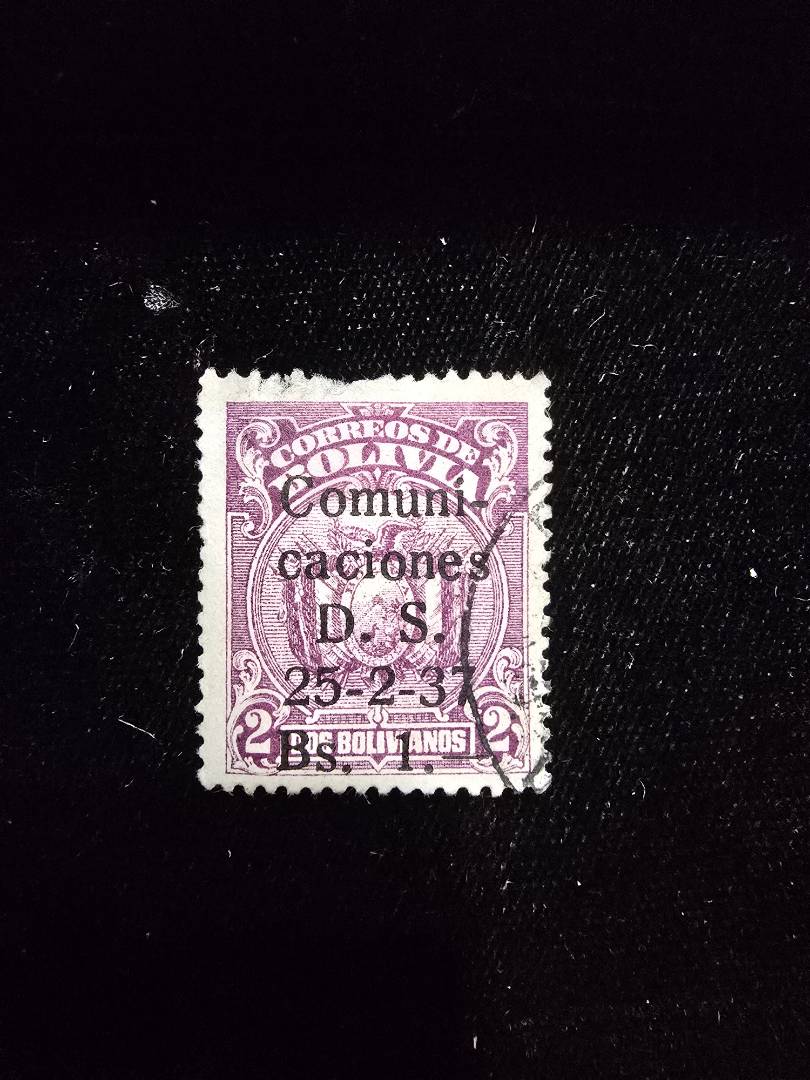 CORREOS DE
BOLIVIA
Comuni-
caciones
D. S.
25-2-37
2 DOS BOLIVIANOS 2
Bs. 1.-